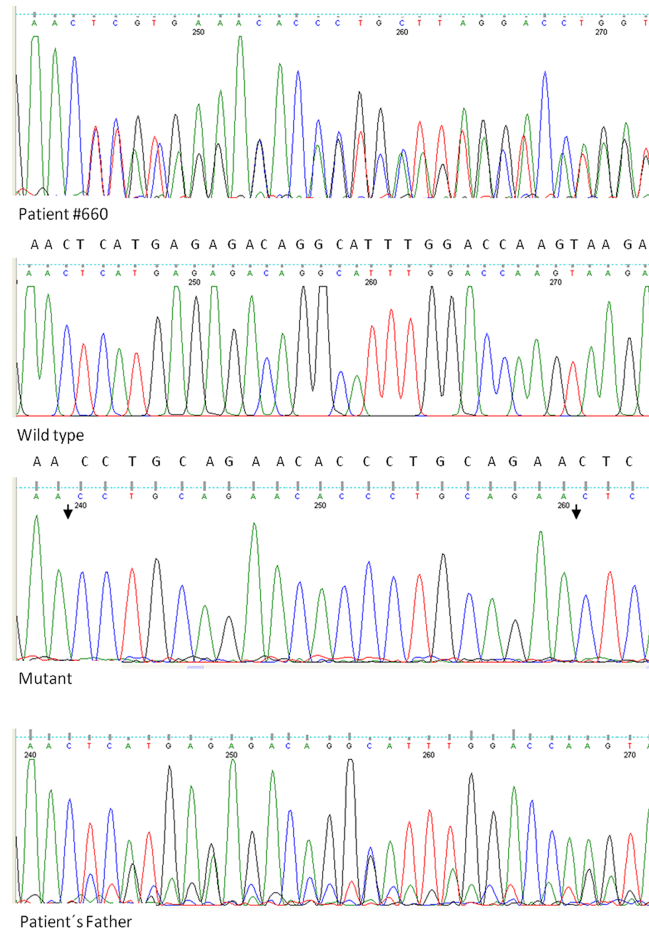 A A C T C G T G A A A C A C C C T G C T T A G G A C C T G G T
250 260 270
Patient #660
A A C T C A T G A G A G A C A G G C A T T T G G A C C A A G T A A G A
A A C T C A T G A G A G A C A G G C A T T T G G A C C A A G T A A G A
250 260 270
Wild type
A A C C T G C A G A A C A C C C T G C A G A A C T C
A A C C T G C A G A A C A C C C T G C A G A A C T C
240 250 260
Mutant
A A C T C A T G A G A G A C A G G C A T T T G G A C C A A G T A
240 250 260 270
Patient´s Father